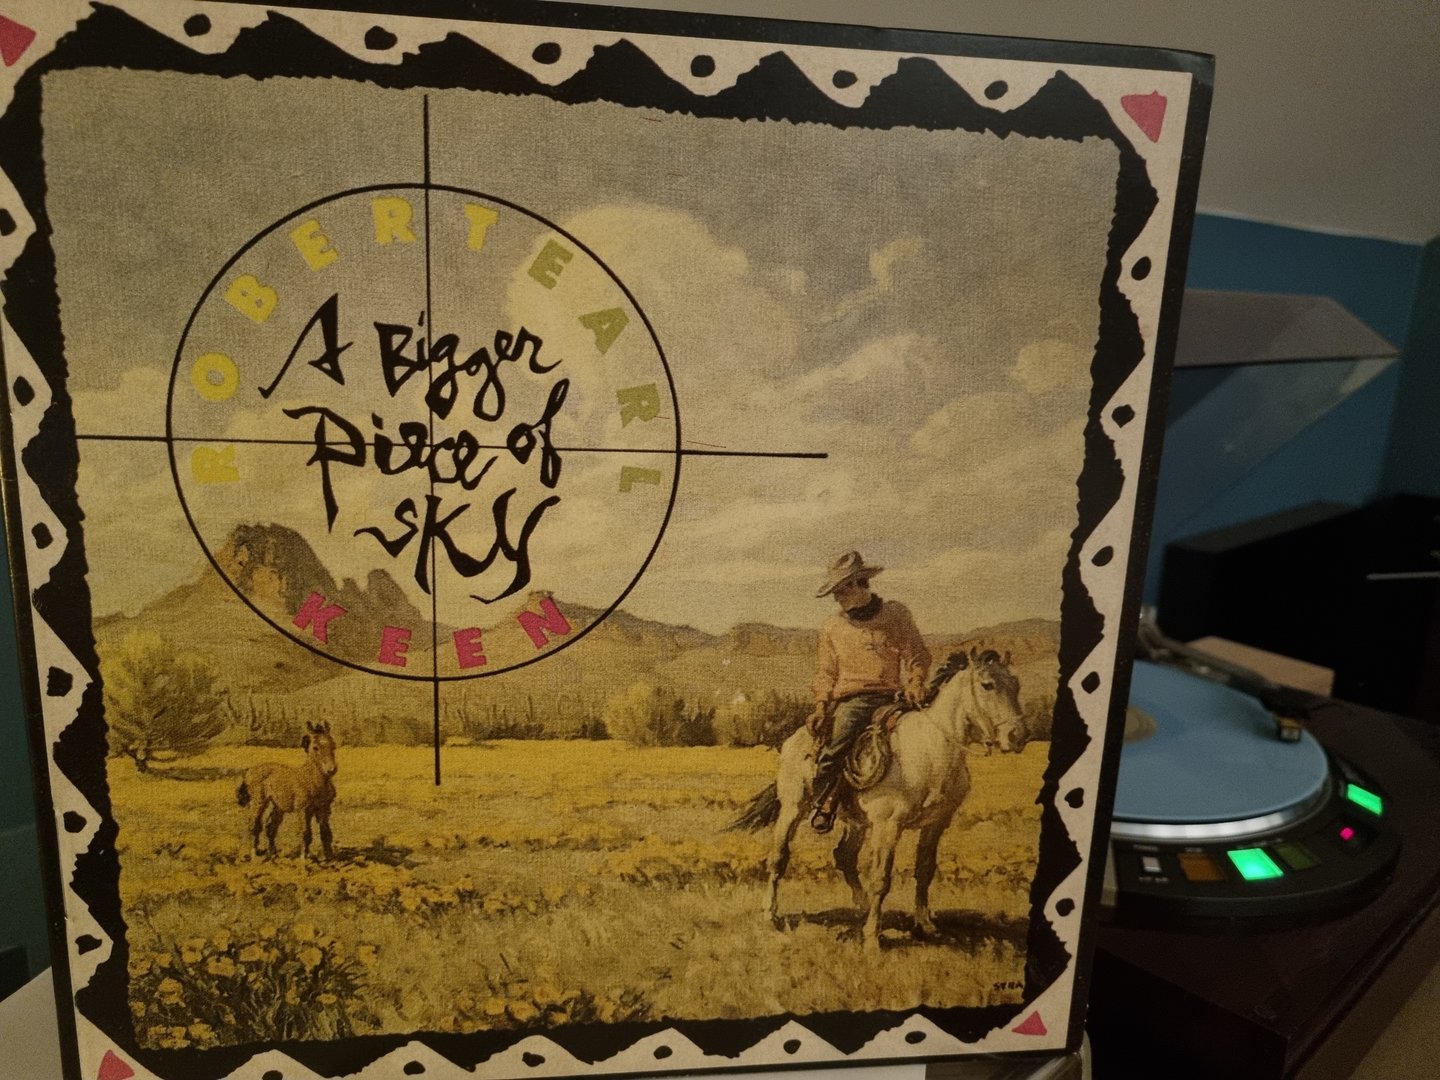 ROBERT EARL
A Bigger
Piece of
SKY
KEEN